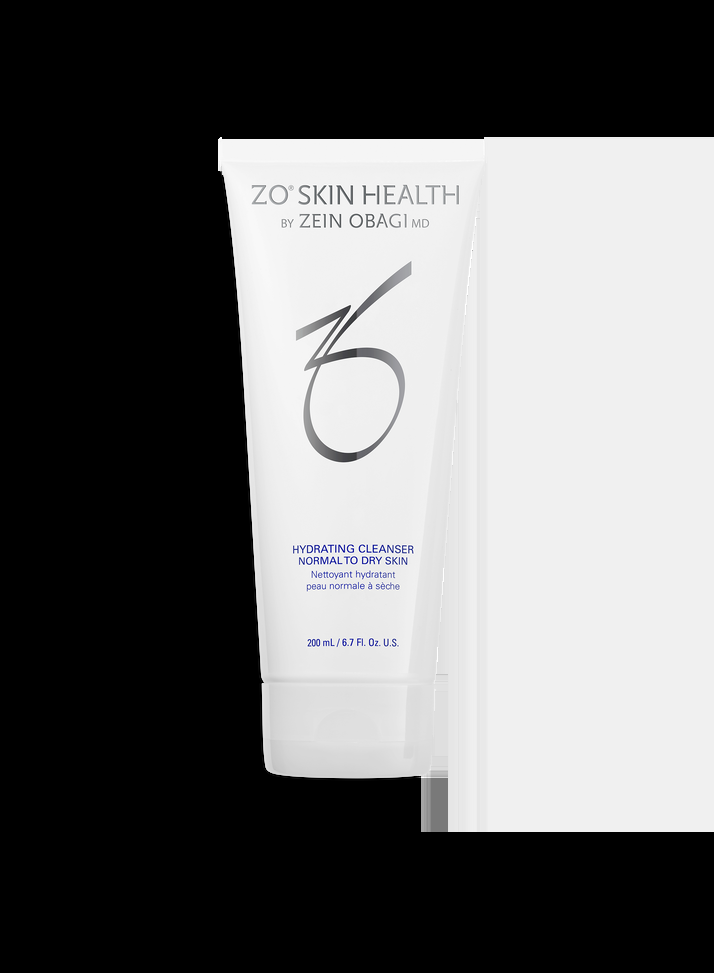 ZO® SKIN HEALTH
BY ZEIN OBAGI MD
HYDRATING CLEANSER
NORMAL TO DRY SKIN
Nettoyant hydratant
peau normale à sèche
200 mL / 6.7 Fl. Oz. U.S.